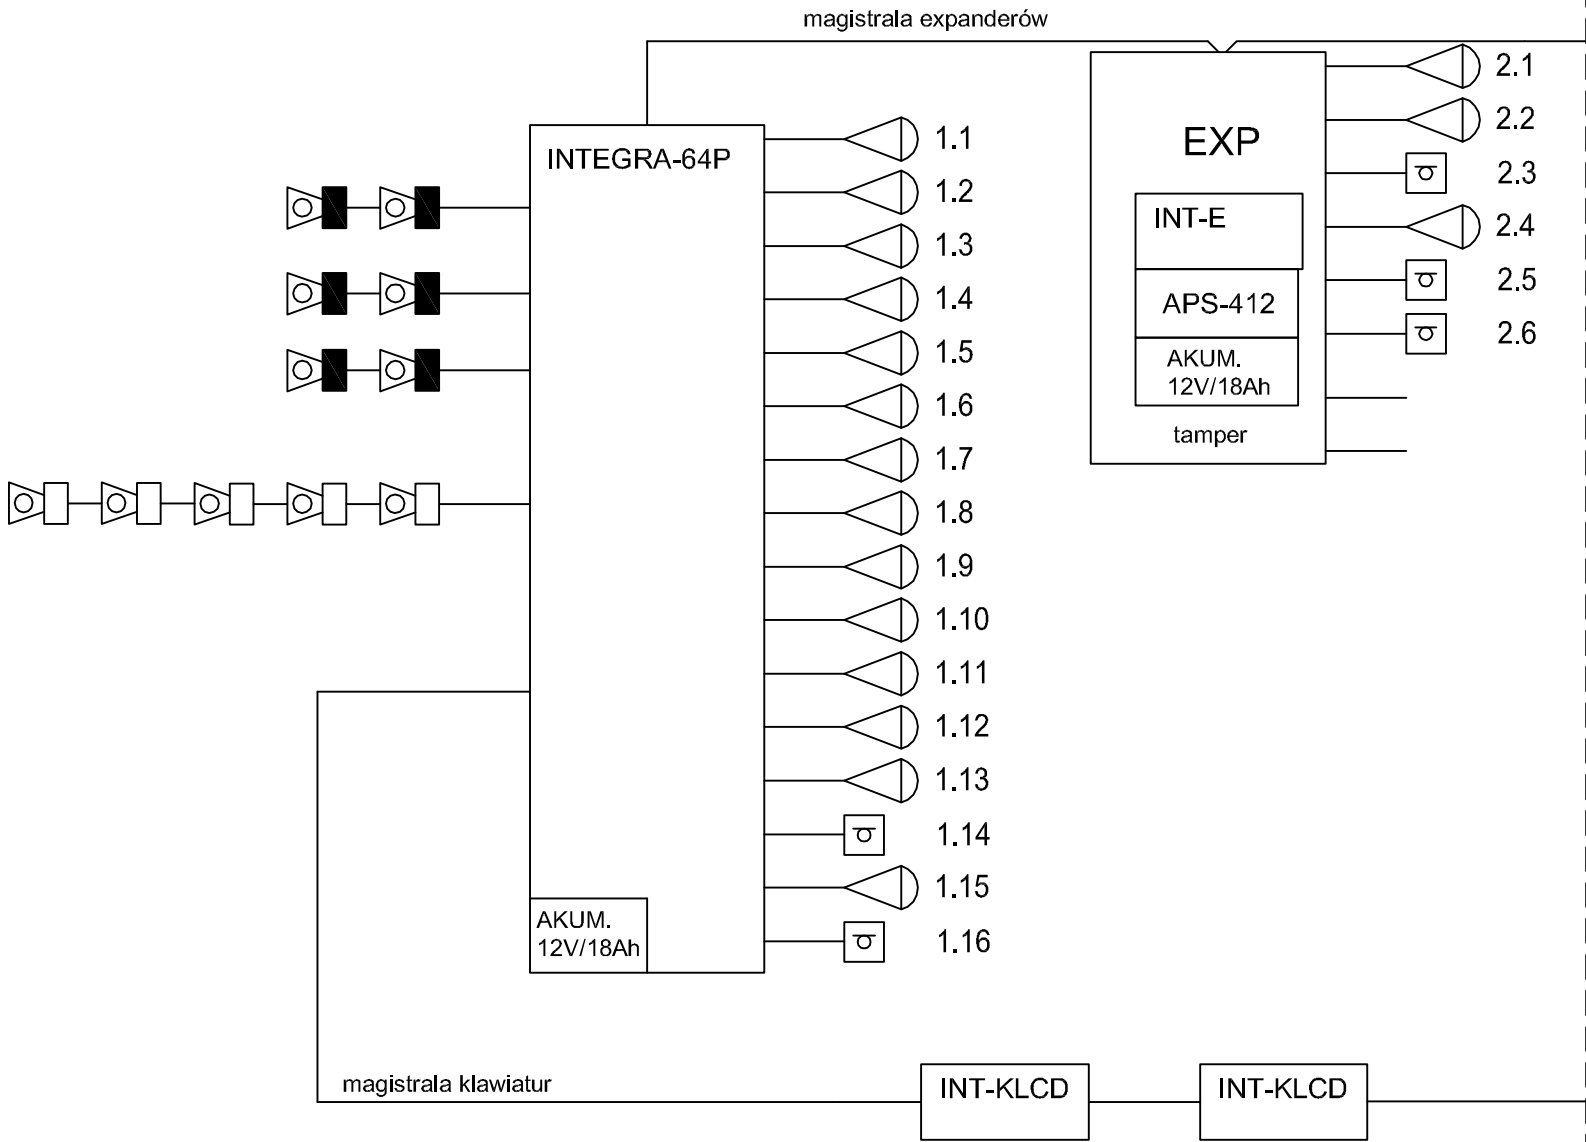 magistrala expanderów
INTEGRA-64P
1.1
1.2
1.3
1.4
1.5
1.6
1.7
1.8
1.9
1.10
1.11
1.12
1.13
1.14
1.15
1.16
AKUM.
12V/18Ah
EXP
INT-E
APS-412
AKUM.
12V/18Ah
tamper
2.1
2.2
2.3
2.4
2.5
2.6
magistrala klawiatur
INT-KLCD
INT-KLCD